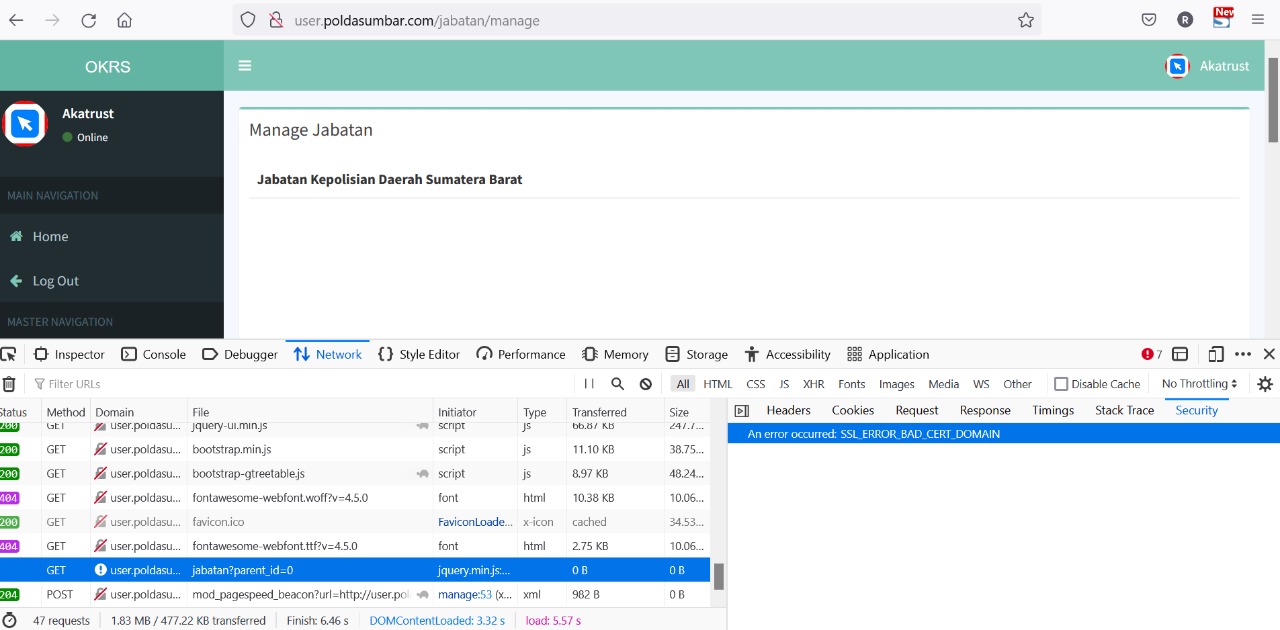 user.poldasumbar.com/jabatan/manage
R
New
OKRS
Akatrust
Akatrust
Online
Manage Jabatan
Jabatan Kepolisian Daerah Sumatera Barat
MAIN NAVIGATION
Home
Log Out
MASTER NAVIGATION
Inspector Console Debugger Network Style Editor Performance Memory Storage Accessibility Application 7
Filter URLs All HTML CSS JS XHR Fonts Images Media WS Other Disable Cache No Throttling
Status Method Domain File Initiator Type Transferred Size
Headers Cookies Request Response Timings Stack Trace Security
An error occurred: SSL_ERROR_BAD_CERT_DOMAIN
200 GET user.poldasu... jquery-ui.min.js script js 66.87 KB 247.7...
200 GET user.poldasu... bootstrap.min.js script js 11.10 KB 38.75...
200 GET user.poldasu... bootstrap-gtreetable.js script js 8.97 KB 48.24...
404 GET user.poldasu... fontawesome-webfont.woff?v=4.5.0 font html 10.38 KB 10.06...
200 GET user.poldasu... favicon.ico FaviconLoade... x-icon cached 34.53...
404 GET user.poldasu... fontawesome-webfont.ttf?v=4.5.0 font html 2.75 KB 10.06...
GET user.poldasu... jabatan?parent_id=0 jquery.min.js:... 0 B 0 B
204 POST user.poldasu... mod_pagespeed_beacon?url=http://user.pol manage:53 (x... xml 982 B 0 B
47 requests 1.83 MB / 477.22 KB transferred Finish: 6.46 s DOMContentLoaded: 3.32 s load: 5.57 s